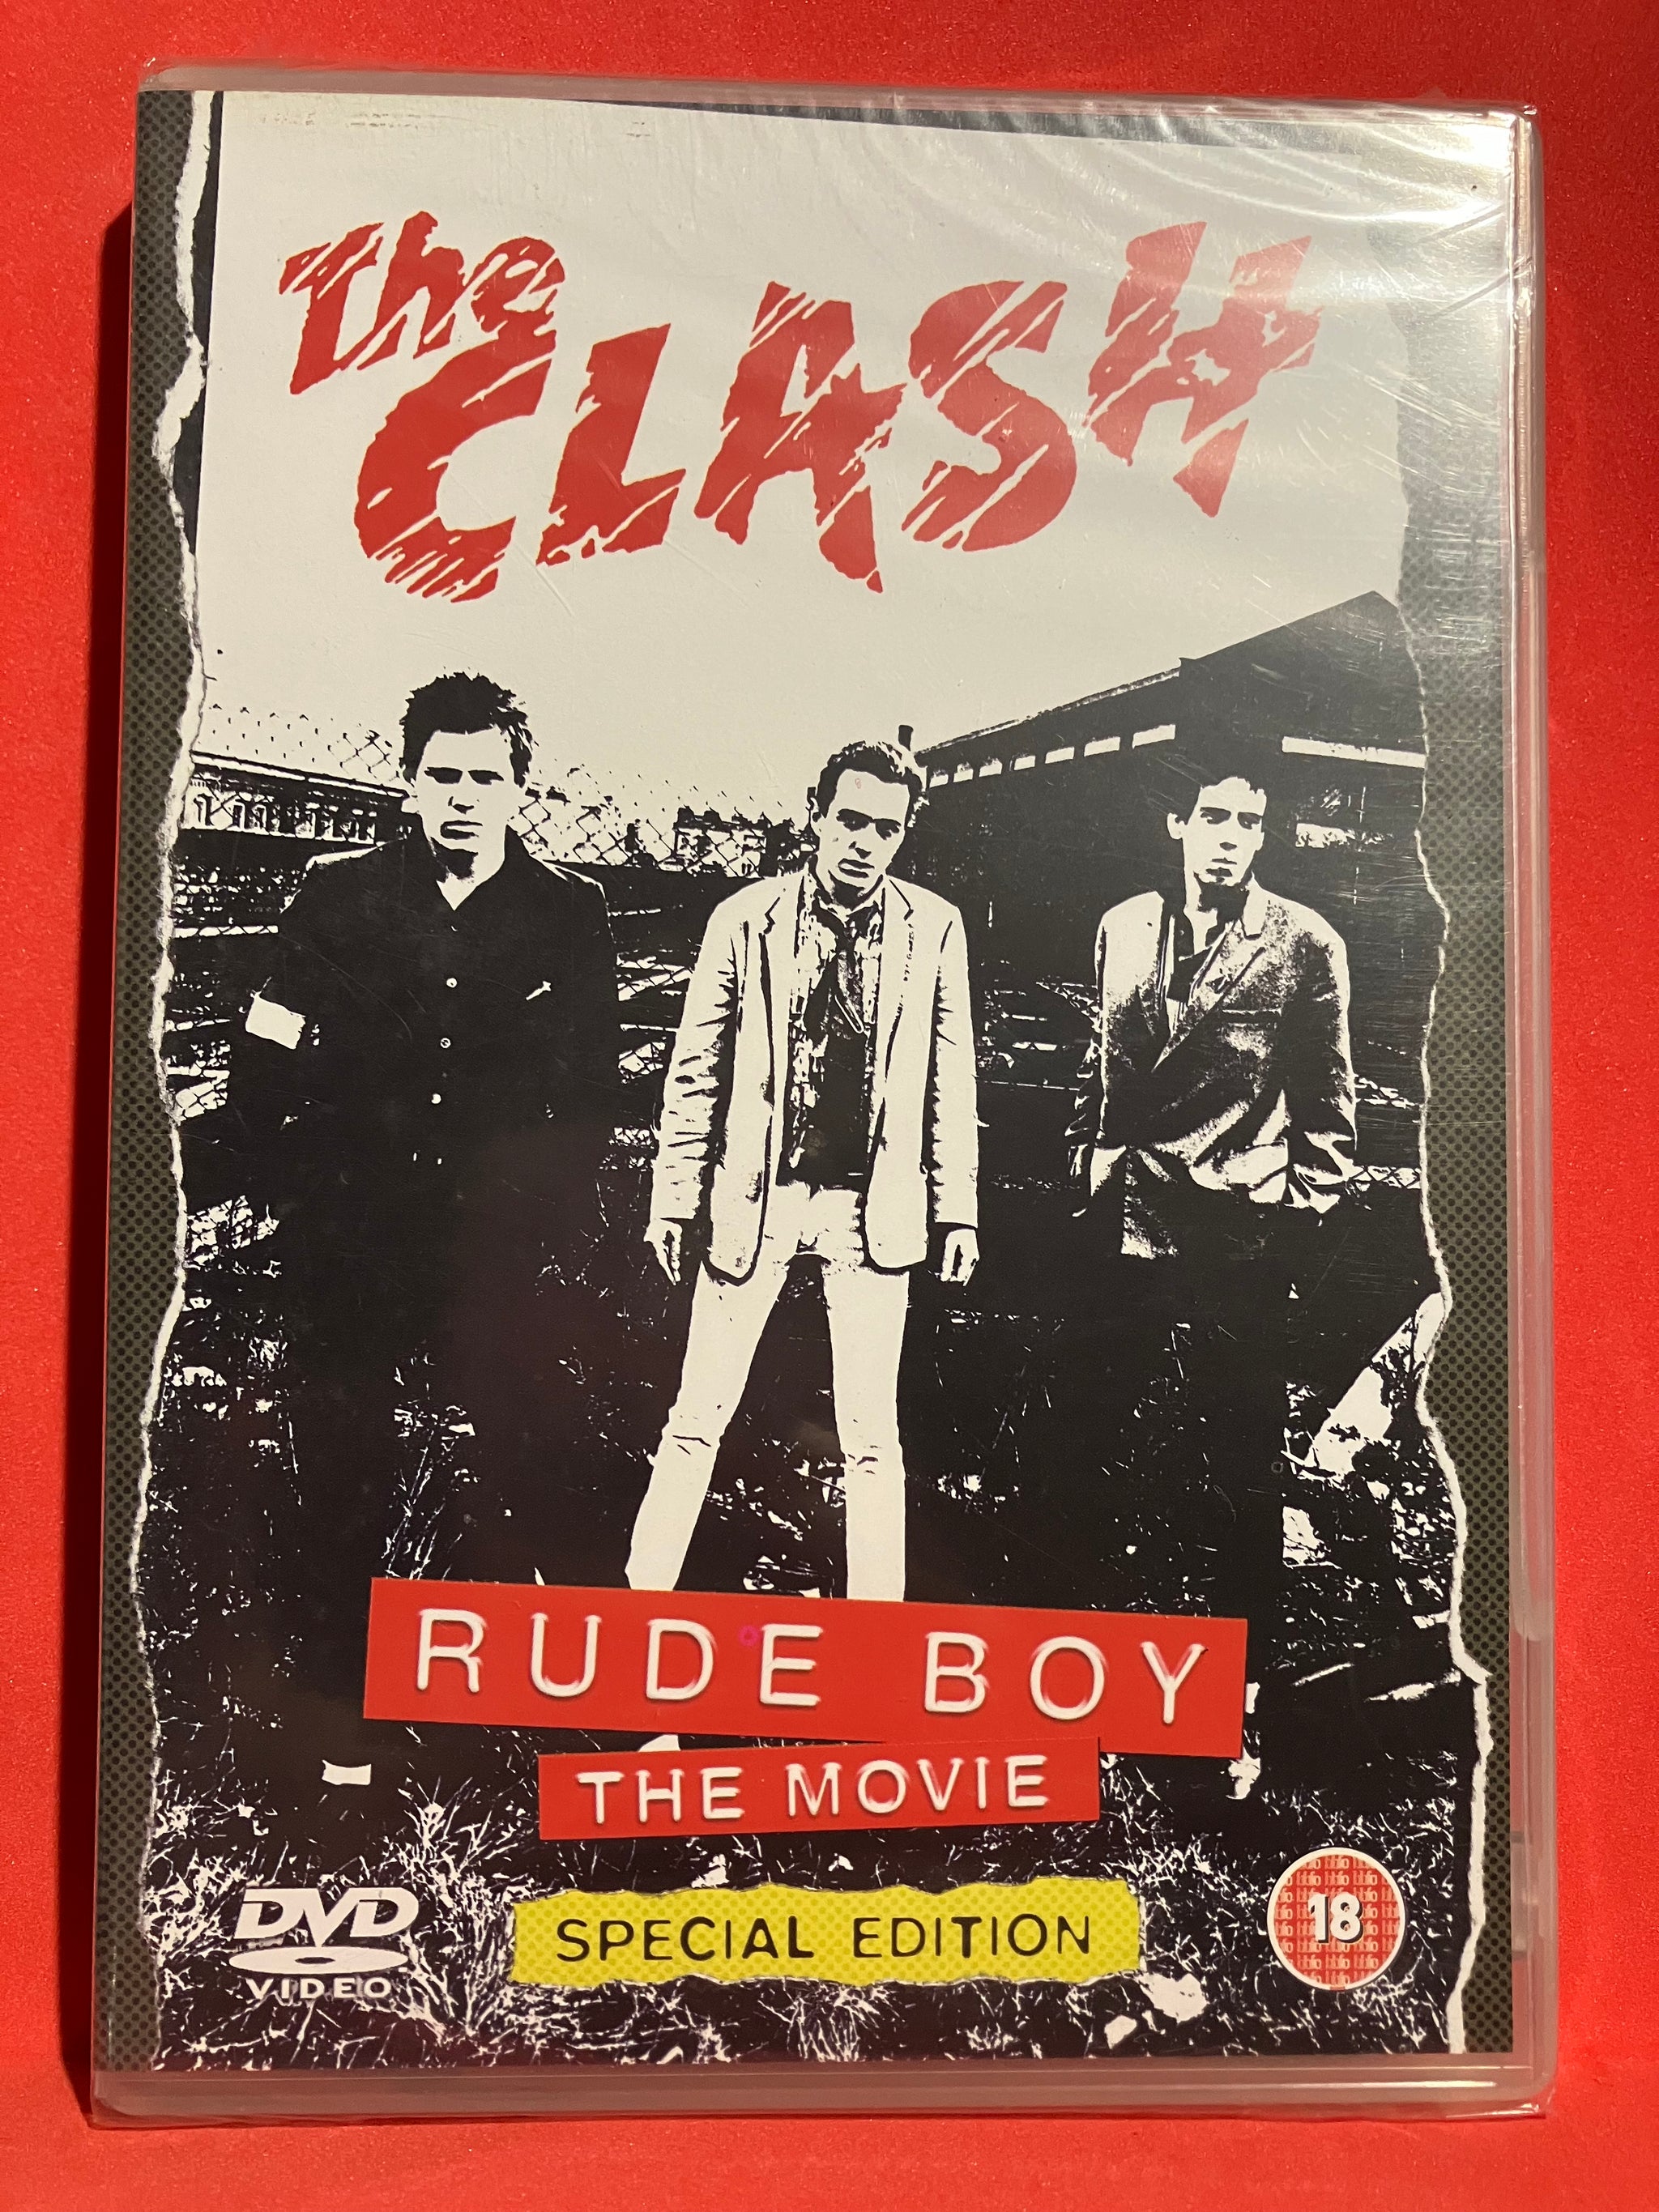 The
CLASH
RUDE BOY
THE MOVIE
DVD
VIDEO
SPECIAL EDITION
18